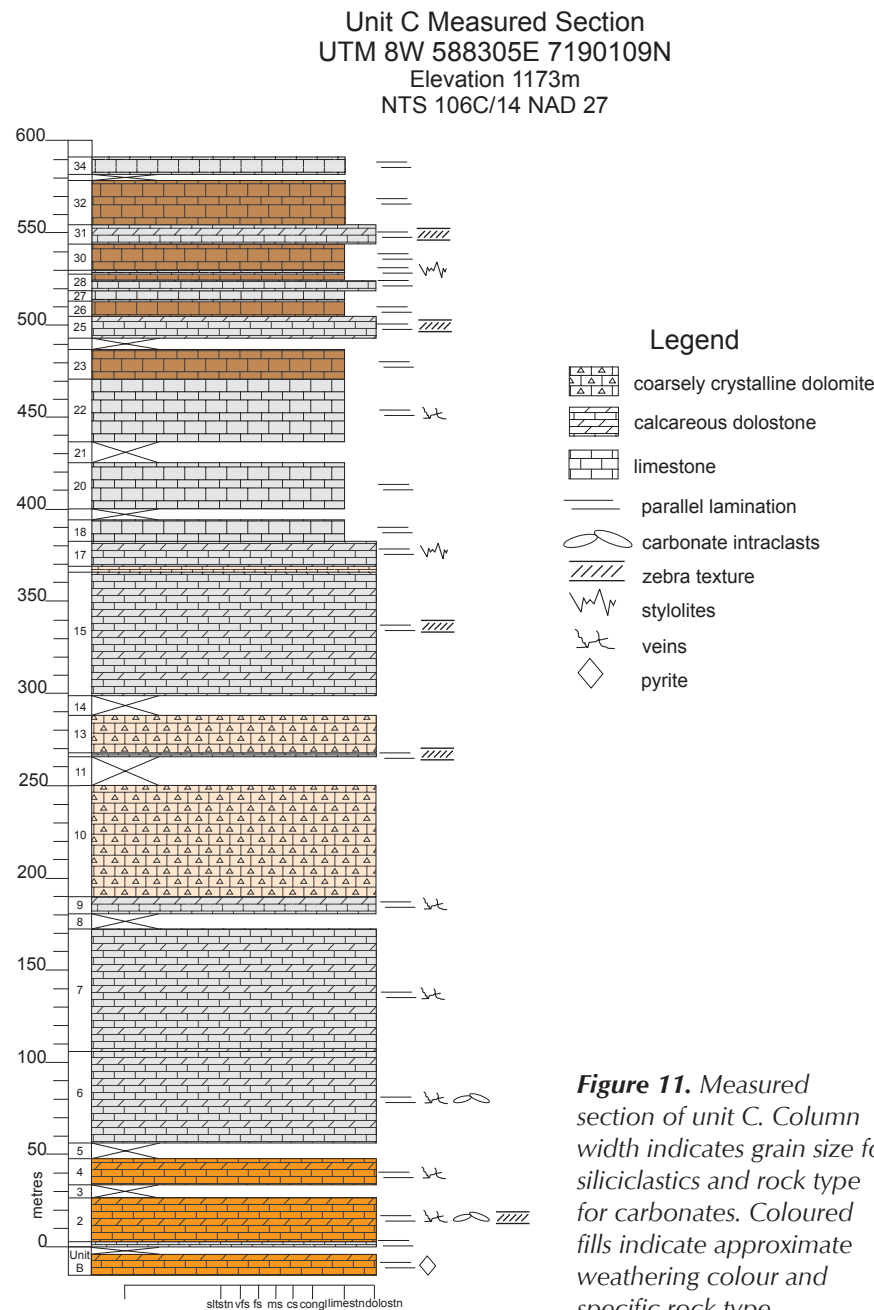 Unit C Measured Section
UTM 8W 588305E 7190109N
Elevation 1173m
NTS 106C/14 NAD 27
600
34
32
550
31
30
28
27
500
26
25
23
450
22
21
20
400
18
17
350
15
300
14
13
250
11
10
200
9
8
150
7
100
6
50
5
4
3
2
0
metres
Unit
B
sltstn vfs fs ms cs congl limestn dolostn
Legend
coarsely crystalline dolomite
calcareous dolostone
limestone
parallel lamination
carbonate intraclasts
zebra texture
stylolites
veins
pyrite
Figure 11. Measured
section of unit C. Column
width indicates grain size fo
siliciclastics and rock type
for carbonates. Coloured
fills indicate approximate
weathering colour and
specific rock type